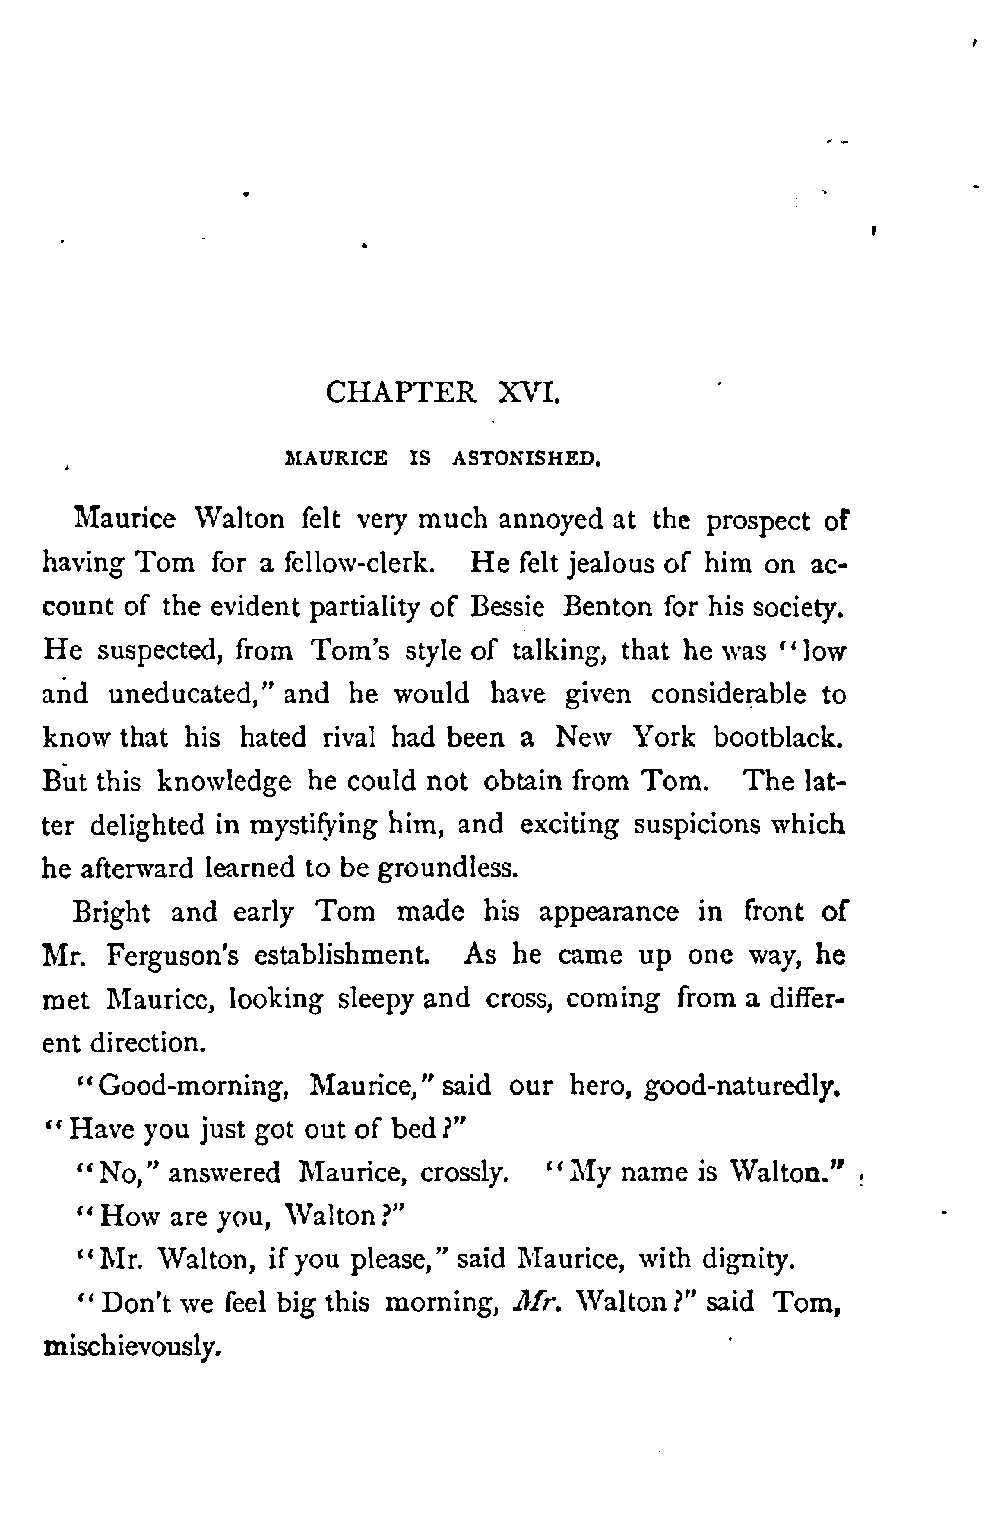 CHAPTER XVI.
MAURICE IS ASTONISHED.
Maurice Walton felt very much annoyed at the prospect of
having Tom for a fellow-clerk. He felt jealous of him on ac-
count of the evident partiality of Bessie Benton for his society.
He suspected, from Tom's style of talking, that he was "low
and uneducated," and he would have given considerable to
know that his hated rival had been a New York bootblack.
But this knowledge he could not obtain from Tom. The lat-
ter delighted in mystifying him, and exciting suspicions which
he afterward learned to be groundless.
Bright and early Tom made his appearance in front of
Mr. Ferguson's establishment. As he came up one way, he
met Maurice, looking sleepy and cross, coming from a differ-
ent direction.
"Good-morning, Maurice," said our hero, good-naturedly.
"Have you just got out of bed?"
"No," answered Maurice, crossly. "My name is Walton."
"How are you, Walton?"
"Mr. Walton, if you please," said Maurice, with dignity.
"Don't we feel big this morning, Mr. Walton?" said Tom,
mischievously.